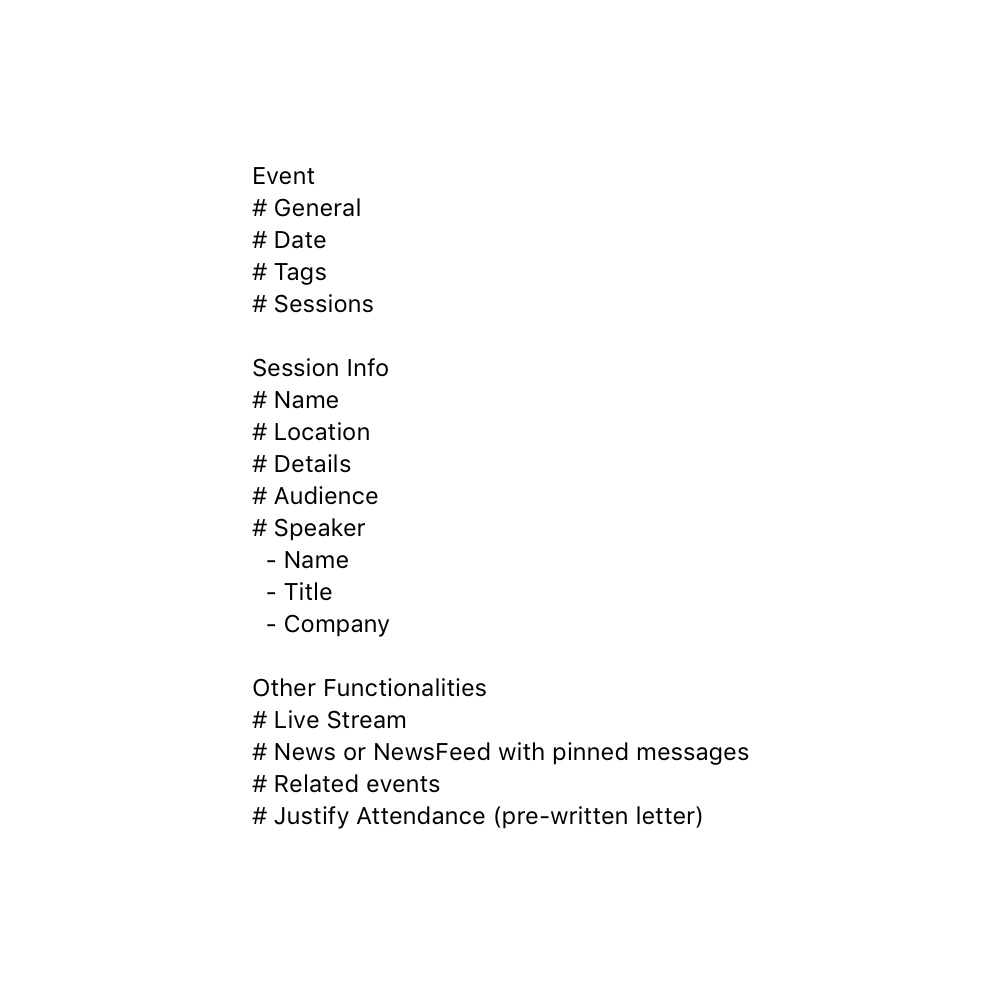 Event
# General
# Date
# Tags
# Sessions

Session Info
# Name
# Location
# Details
# Audience
# Speaker
  - Name
  - Title
  - Company

Other Functionalities
# Live Stream
# News or NewsFeed with pinned messages
# Related events
# Justify Attendance (pre-written letter)